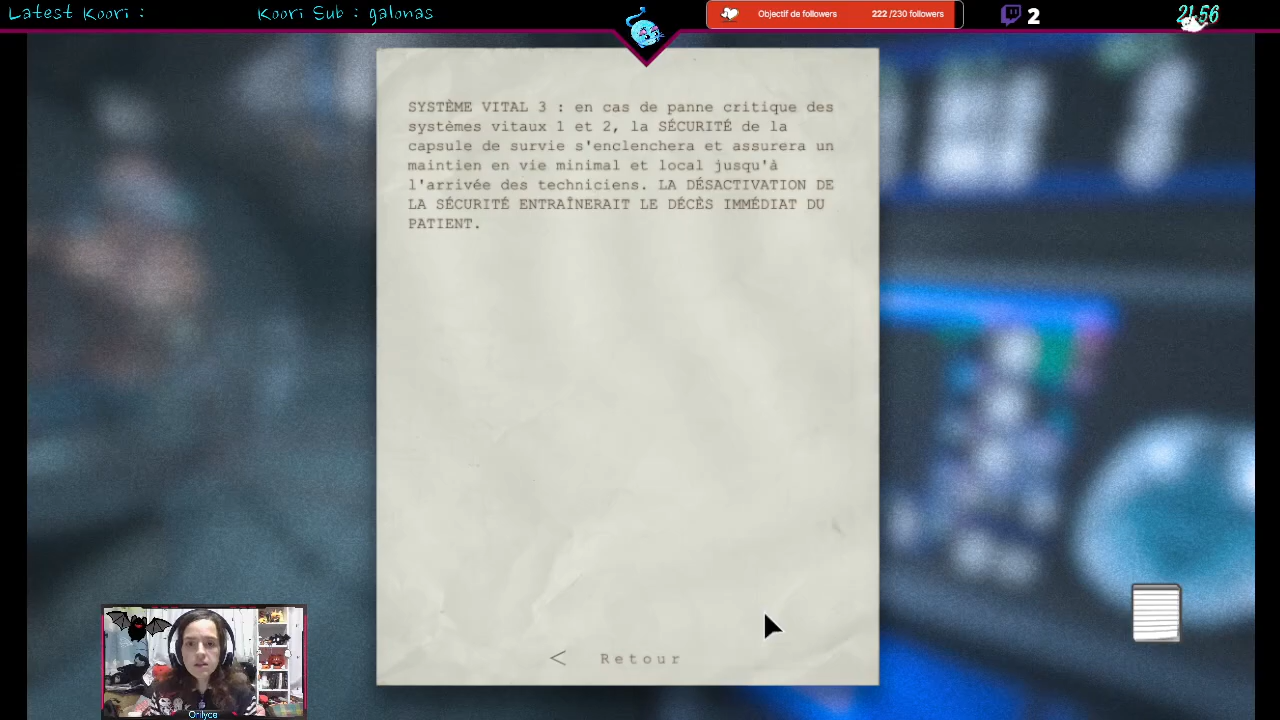 Latest Koori :
Koori Sub : galonas
Objectif de followers
222 /230 followers
2
21:56
SYSTÈME VITAL 3 : en cas de panne critique des
systèmes vitaux 1 et 2, la SÉCURITÉ de la
capsule de survie s'enclenchera et assurera un
maintien en vie minimal et local jusqu'à
l'arrivée des techniciens. LA DÉSACTIVATION DE
LA SÉCURITÉ ENTRAÎNERAIT LE DÉCÈS IMMÉDIAT DU
PATIENT.
< Retour
Orilyce